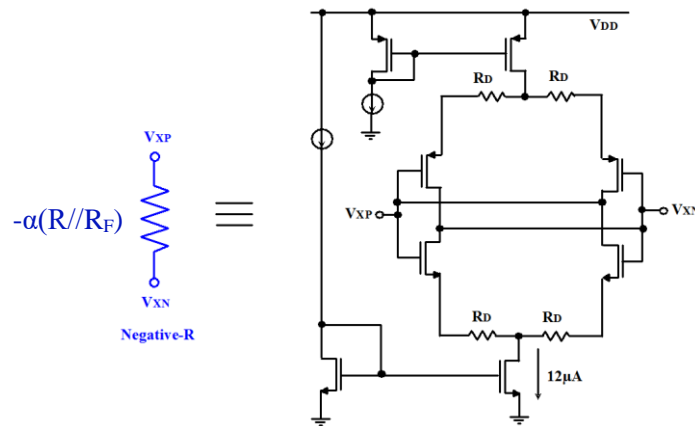 VDD
RD
RD
VXP
-α(R//RF)
VXP
VXN
VXN
Negative-R
RD
RD
12μA